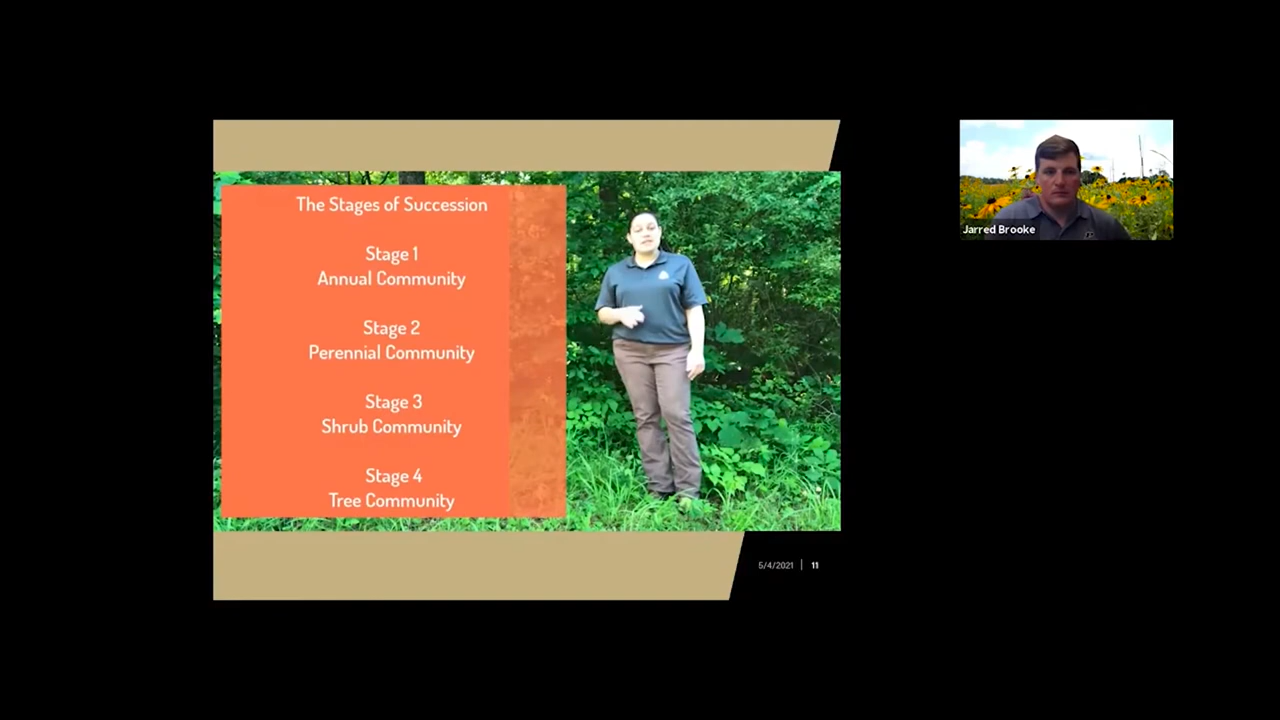 The Stages of Succession
Stage 1
Annual Community
Stage 2
Perennial Community
Stage 3
Shrub Community
Stage 4
Tree Community
Jarred Brooke
5/4/2021 | 11